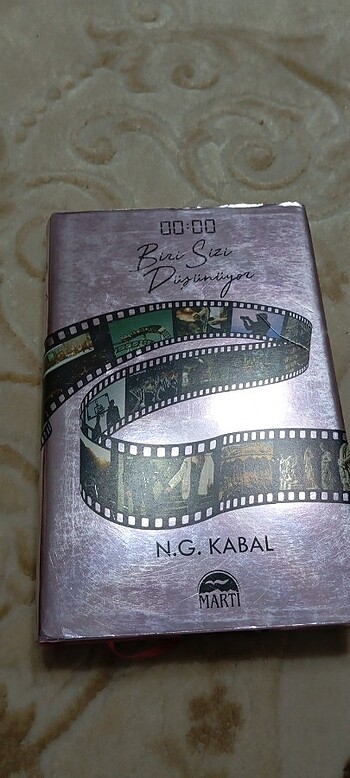 00:00
Biri Sizi
Düşünüyor
N.G. KABAL
MARTI